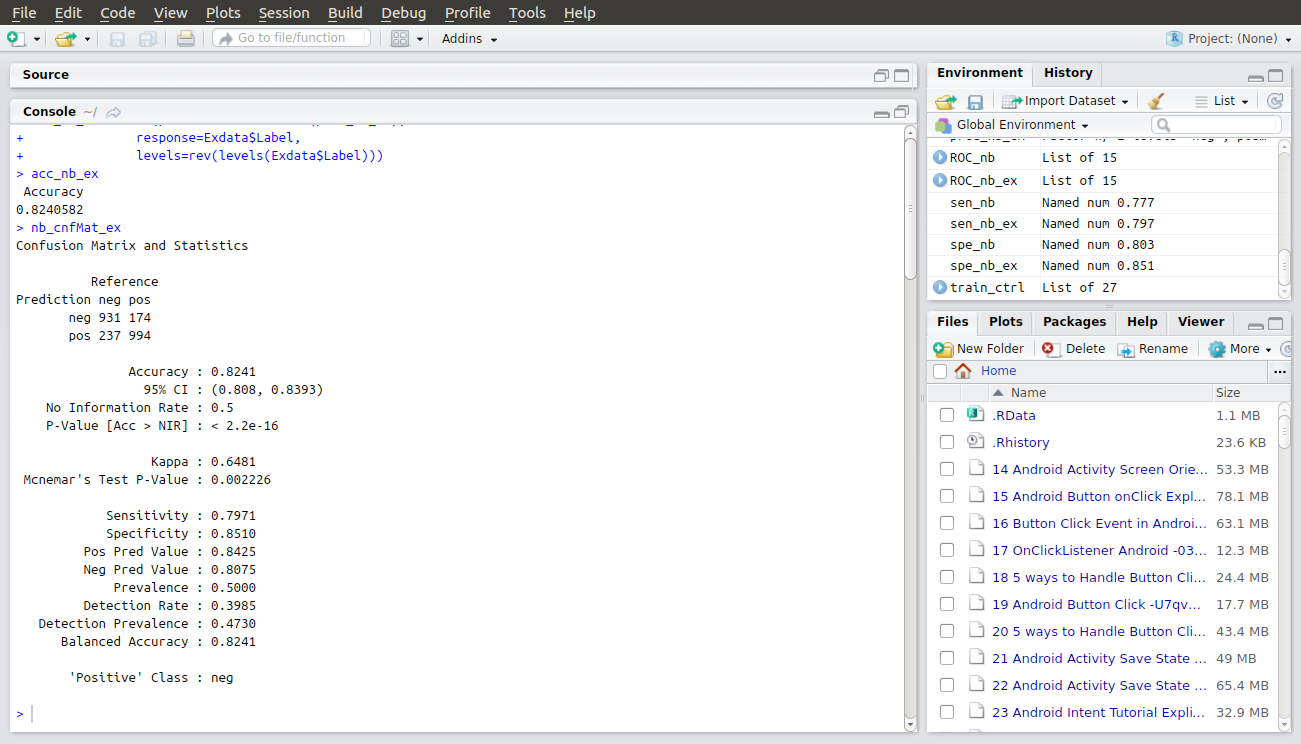 File Edit Code View Plots Session Build Debug Profile Tools Help
Go to file/function Addins Project: (None)
Source
Console ~/
+ response=Exdata$Label,
+ levels=rev(levels(Exdata$Label)))
> acc_nb_ex
Accuracy
0.8240582
> nb_cnfMat_ex
Confusion Matrix and Statistics
Reference
Prediction neg pos
neg 931 174
pos 237 994
Accuracy : 0.8241
95% CI : (0.808, 0.8393)
No Information Rate : 0.5
P-Value [Acc > NIR] : < 2.2e-16
Kappa : 0.6481
Mcnemar's Test P-Value : 0.002226
Sensitivity : 0.7971
Specificity : 0.8510
Pos Pred Value : 0.8425
Neg Pred Value : 0.8075
Prevalence : 0.5000
Detection Rate : 0.3985
Detection Prevalence : 0.4730
Balanced Accuracy : 0.8241
'Positive' Class : neg
>
Environment History
Import Dataset List
Global Environment
ROC_nb List of 15
ROC_nb_ex List of 15
sen_nb Named num 0.777
sen_nb_ex Named num 0.797
spe_nb Named num 0.803
spe_nb_ex Named num 0.851
train_ctrl List of 27
Files Plots Packages Help Viewer
New Folder Delete Rename More
Home ...
Name Size
.RData 1.1 MB
.Rhistory 23.6 KB
14 Android Activity Screen Orie... 53.3 MB
15 Android Button onClick Expl... 78.1 MB
16 Button Click Event in Androi... 63.1 MB
17 OnClickListener Android -03... 12.3 MB
18 5 ways to Handle Button Cli... 24.4 MB
19 Android Button Click -U7qv... 17.7 MB
20 5 ways to Handle Button Cli... 43.4 MB
21 Android Activity Save State ... 49 MB
22 Android Activity Save State ... 65.4 MB
23 Android Intent Tutorial Expli... 32.9 MB